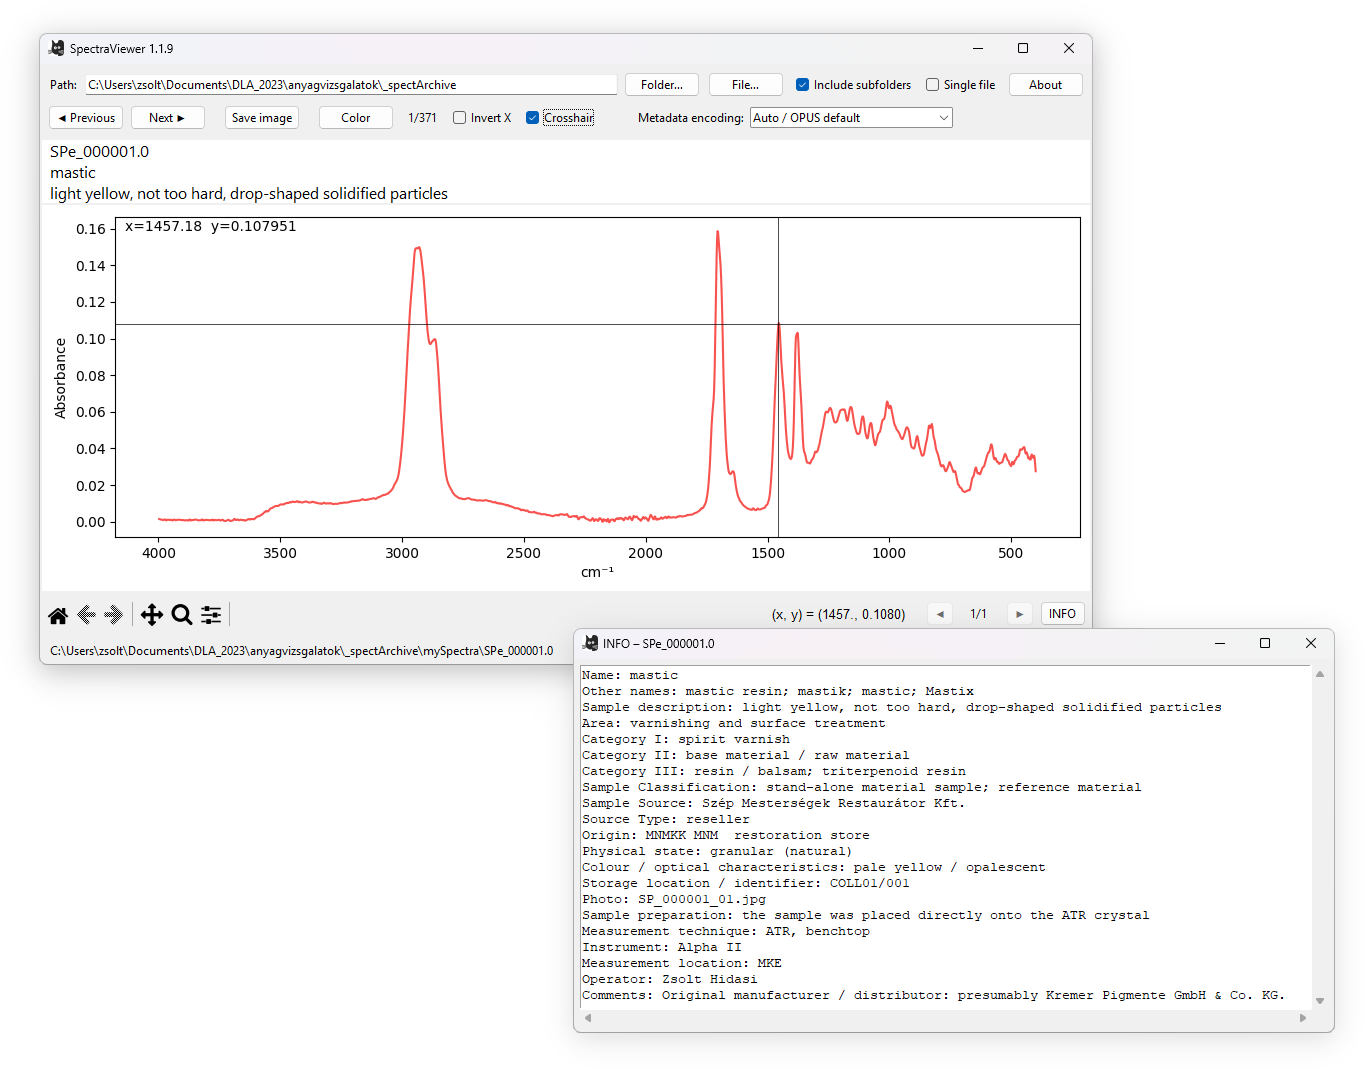 SpectraViewer 1.1.9
Path: C:\Users\zsolt\Documents\DLA_2023\anyagvizsgalatok\_spectArchive Folder... File... Include subfolders Single file About
◄ Previous Next ► Save image Color 1/371 Invert X Crosshair Metadata encoding: Auto / OPUS default
SPe_000001.0
mastic
light yellow, not too hard, drop-shaped solidified particles
x=1457.18 y=0.107951
0.16
0.14
0.12
0.10
0.08
0.06
0.04
0.02
0.00
Absorbance
4000 3500 3000 2500 2000 1500 1000 500
cm⁻¹
(x, y) = (1457., 0.1080) ◄ 1/1 ► INFO
C:\Users\zsolt\Documents\DLA_2023\anyagvizsgalatok\_spectArchive\mySpectra\SPe_000001.0
INFO – SPe_000001.0
Name: mastic
Other names: mastic resin; mastik; mastic; Mastix
Sample description: light yellow, not too hard, drop-shaped solidified particles
Area: varnishing and surface treatment
Category I: spirit varnish
Category II: base material / raw material
Category III: resin / balsam; triterpenoid resin
Sample Classification: stand-alone material sample; reference material
Sample Source: Szép Mesterségek Restaurátor Kft.
Source Type: reseller
Origin: MNMKK MNM  restoration store
Physical state: granular (natural)
Colour / optical characteristics: pale yellow / opalescent
Storage location / identifier: COLL01/001
Photo: SP_000001_01.jpg
Sample preparation: the sample was placed directly onto the ATR crystal
Measurement technique: ATR, benchtop
Instrument: Alpha II
Measurement location: MKE
Operator: Zsolt Hidasi
Comments: Original manufacturer / distributor: presumably Kremer Pigmente GmbH & Co. KG.